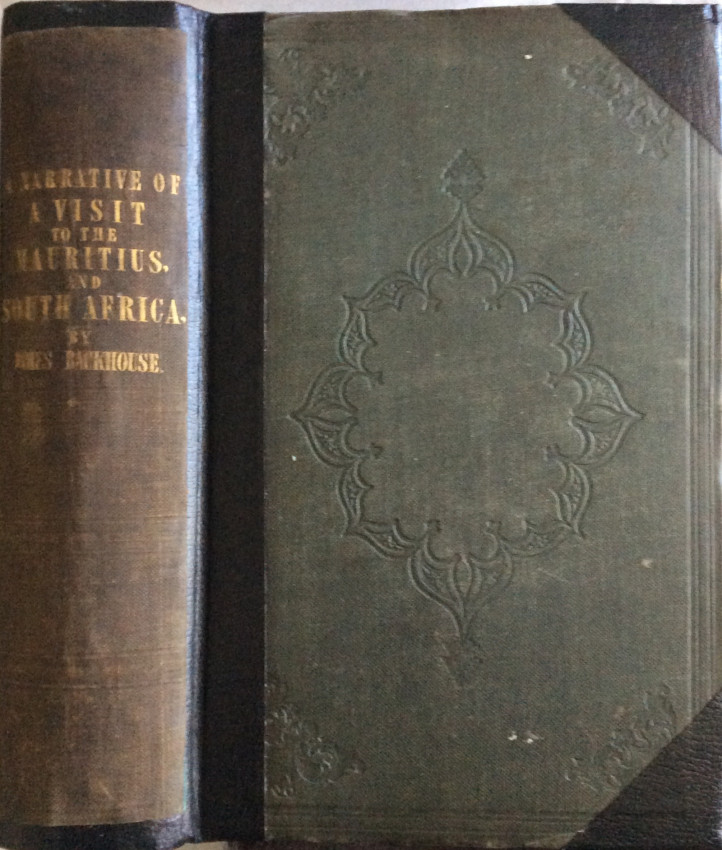 A NARRATIVE OF
A VISIT
TO THE
MAURITIUS,
AND
SOUTH AFRICA,
BY
JAMES BACKHOUSE.